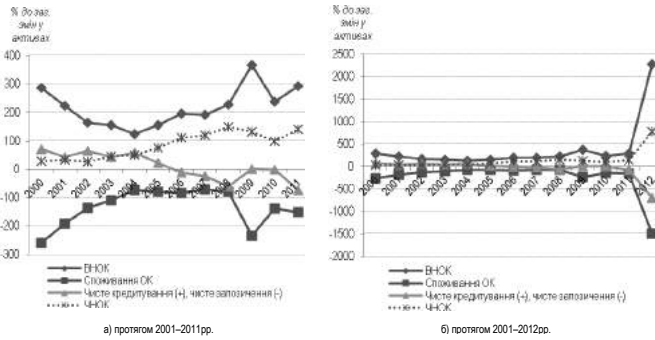 % до заг.
змін у
активах
400
300
200
100
0
-100
-200
-300
2000
2001
2002
2003
2004
2005
2006
2007
2008
2009
2010
2011
ВНОК
Споживання ОК
Чисте кредитування (+), чисте запозичення (-)
ЧНОК
а) протягом 2001–2011рр.
% до заг.
змін у
активах
2500
2000
1500
1000
500
0
-500
-1000
-1500
-2000
2000
2001
2002
2003
2004
2005
2006
2007
2008
2009
2010
2011
2012
ВНОК
Споживання ОК
Чисте кредитування (+), чисте запозичення (-)
ЧНОК
б) протягом 2001–2012рр.